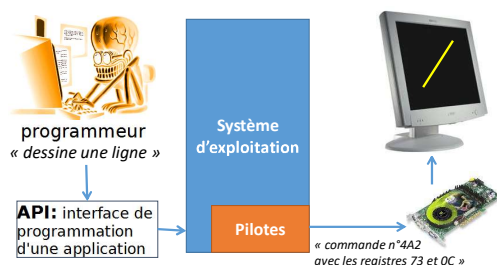 programmeur
« dessine une ligne »
API: interface de
programmation
d'une application
Système
d'exploitation
Pilotes
« commande n°4A2
avec les registres 73 et 0C »